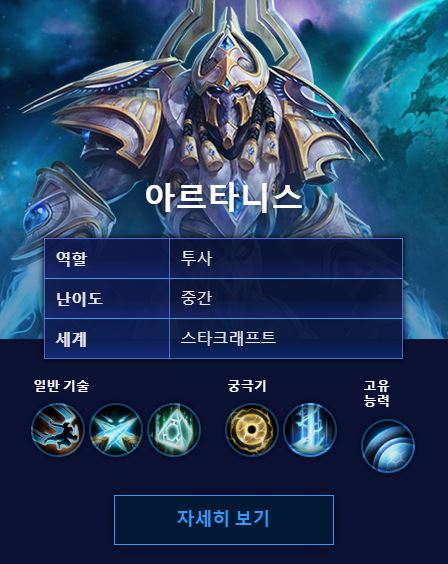 아르타니스
역할 투사
난이도 중간
세계 스타크래프트
일반 기술 궁극기 고유
능력
자세히 보기